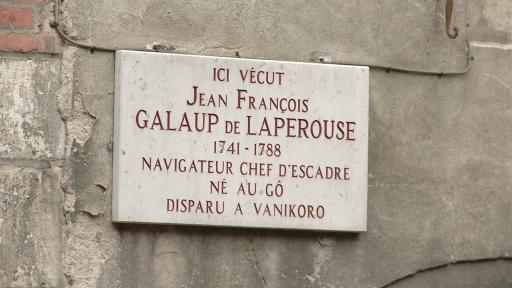 ICI VÉCUT
JEAN FRANÇOIS
GALAUP DE LAPEROUSE
1741 - 1788
NAVIGATEUR CHEF D'ESCADRE
NÉ AU GÔ
DISPARU A VANIKORO